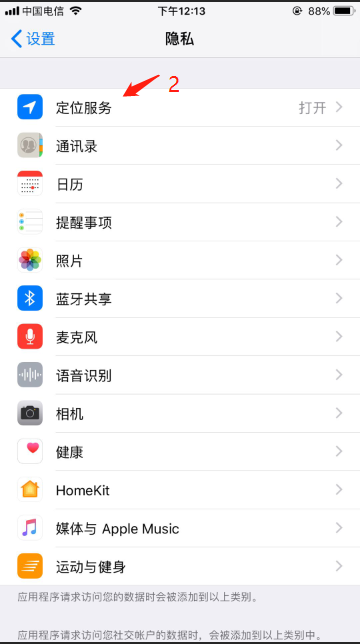 中国电信 下午12:13 88%
设置 隐私
2
定位服务 打开
通讯录
日历
提醒事项
照片
蓝牙共享
麦克风
语音识别
相机
健康
HomeKit
媒体与 Apple Music
运动与健身
应用程序请求访问您的数据时会被添加到以上类别。
应用程序请求访问您社交帐户的数据时，会被添加到以上类别中。